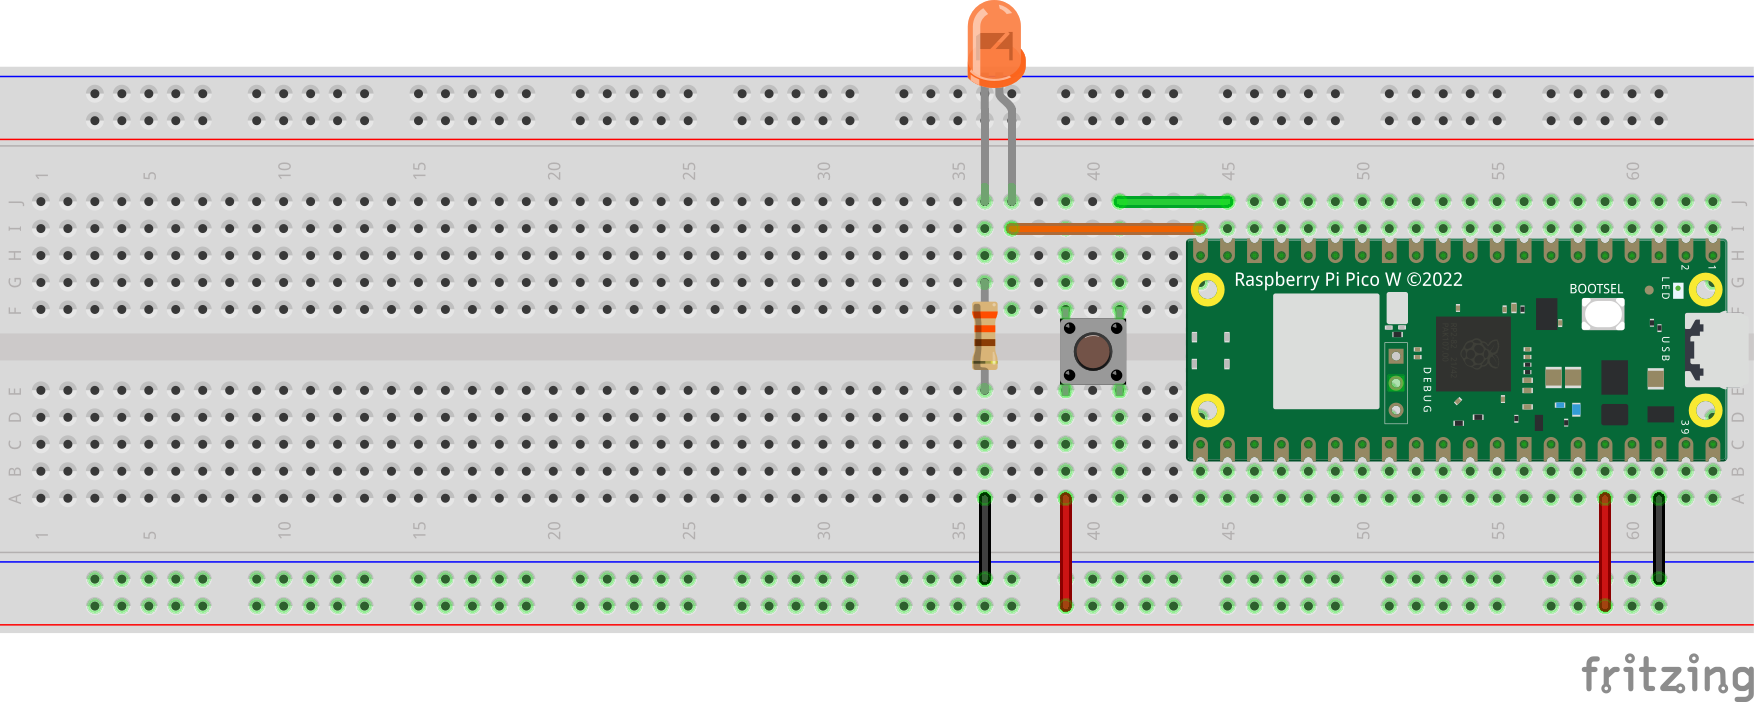 1 5 10 15 20 25 30 35 40 45 50 55 60
J J
I I
H H
G G
F F
Raspberry Pi Pico W ©2022
BOOTSEL
LED
2
1
USB
DEBUG
39
E E
D D
C C
B B
A A
1 5 10 15 20 25 30 35 40 45 50 55 60
fritzing